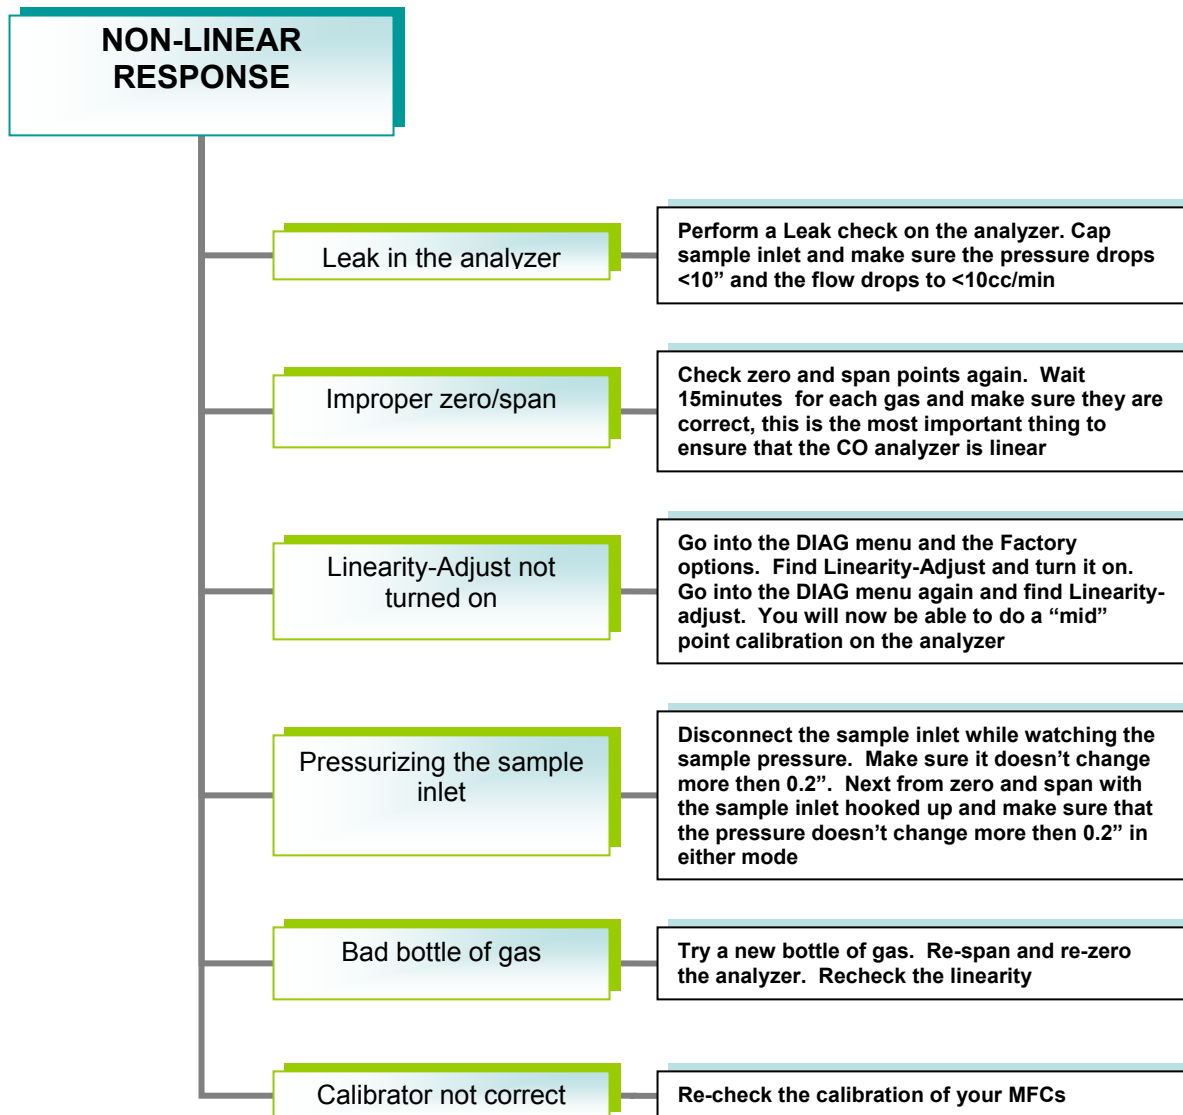 NON-LINEAR
RESPONSE
Leak in the analyzer
Perform a Leak check on the analyzer. Cap
sample inlet and make sure the pressure drops
<10” and the flow drops to <10cc/min
Improper zero/span
Check zero and span points again.  Wait
15minutes  for each gas and make sure they are
correct, this is the most important thing to
ensure that the CO analyzer is linear
Linearity-Adjust not
turned on
Go into the DIAG menu and the Factory
options.  Find Linearity-Adjust and turn it on.
Go into the DIAG menu again and find Linearity-
adjust.  You will now be able to do a “mid”
point calibration on the analyzer
Pressurizing the sample
inlet
Disconnect the sample inlet while watching the
sample pressure.  Make sure it doesn’t change
more then 0.2”.  Next from zero and span with
the sample inlet hooked up and make sure that
the pressure doesn’t change more then 0.2” in
either mode
Bad bottle of gas
Try a new bottle of gas.  Re-span and re-zero
the analyzer.  Recheck the linearity
Calibrator not correct
Re-check the calibration of your MFCs